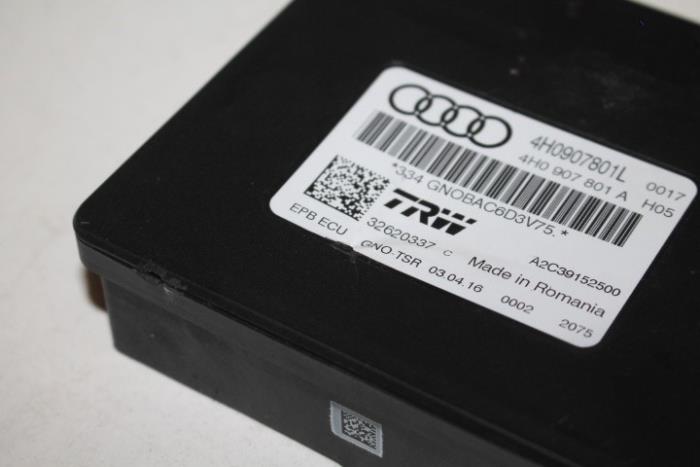 4H0907801L 0017
4H0 907 801 A H05
*334 GNOBAC6D3V75.*
TRW
32620337 C A2C39152500
EPB ECU GNO-TSR 03.04.16 Made in Romania
0002 2075